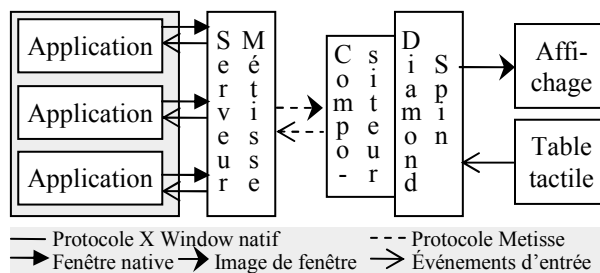 Application
Application
Application
Serveur
Métisse
Compo-
siteur
Diamond
Spin
Affi-
chage
Table
tactile
Protocole X Window natif
Protocole Metisse
Fenêtre native
Image de fenêtre
Événements d'entrée